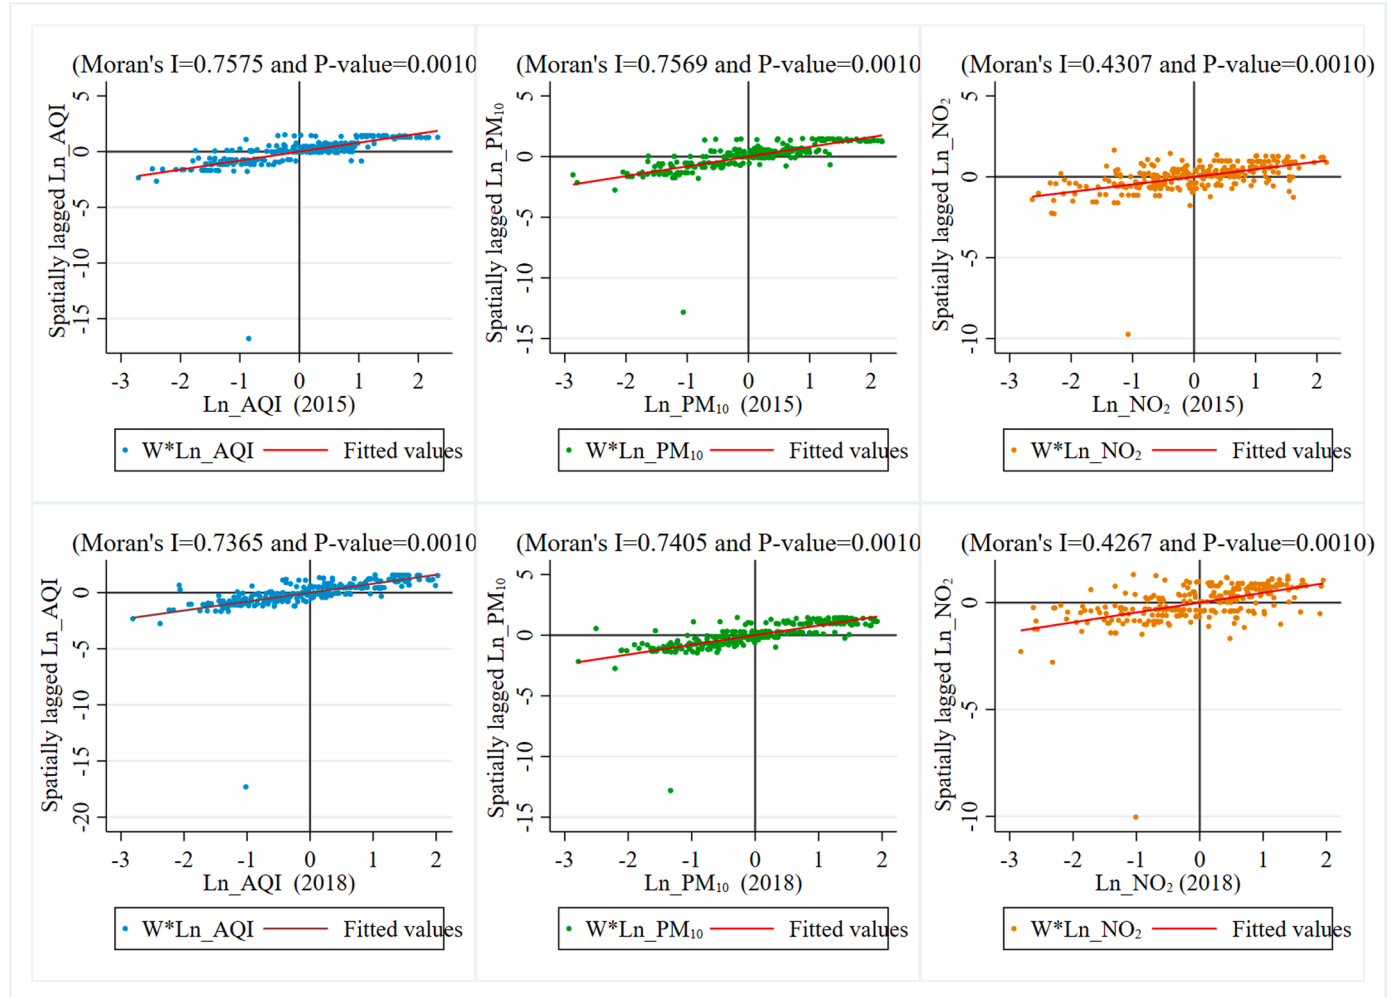 (Moran's I=0.7575 and P-value=0.0010
Spatially lagged Ln_AQI
5
0
-5
-10
-15
-3 -2 -1 0 1 2
Ln_AQI (2015)
W*Ln_AQI Fitted values
(Moran's I=0.7569 and P-value=0.0010
Spatially lagged Ln_PM₁₀
5
0
-5
-10
-15
-3 -2 -1 0 1 2
Ln_PM₁₀ (2015)
W*Ln_PM₁₀ Fitted values
(Moran's I=0.4307 and P-value=0.0010)
Spatially lagged Ln_NO₂
5
0
-5
-10
-3 -2 -1 0 1 2
Ln_NO₂ (2015)
W*Ln_NO₂ Fitted values
(Moran's I=0.7365 and P-value=0.0010
Spatially lagged Ln_AQI
0
-5
-10
-15
-20
-3 -2 -1 0 1 2
Ln_AQI (2018)
W*Ln_AQI Fitted values
(Moran's I=0.7405 and P-value=0.0010
Spatially lagged Ln_PM₁₀
5
0
-5
-10
-15
-3 -2 -1 0 1 2
Ln_PM₁₀ (2018)
W*Ln_PM₁₀ Fitted values
(Moran's I=0.4267 and P-value=0.0010)
Spatially lagged Ln_NO₂
0
-5
-10
-3 -2 -1 0 1 2
Ln_NO₂ (2018)
W*Ln_NO₂ Fitted values